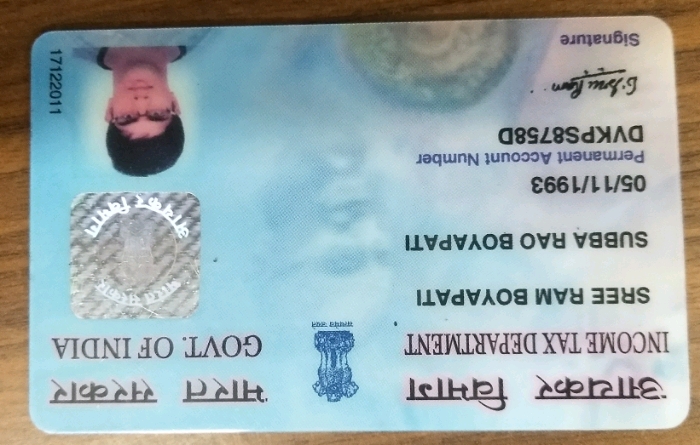 आयकर विभाग
INCOME TAX DEPARTMENT
भारत सरकार
GOVT. OF INDIA
सत्यमेव जयते
SREE RAM BOYAPATI
SUBBA RAO BOYAPATI
05/11/1993
Permanent Account Number
DVKPS8758D
Signature
17122011
आयकर विभाग
भारत सरकार